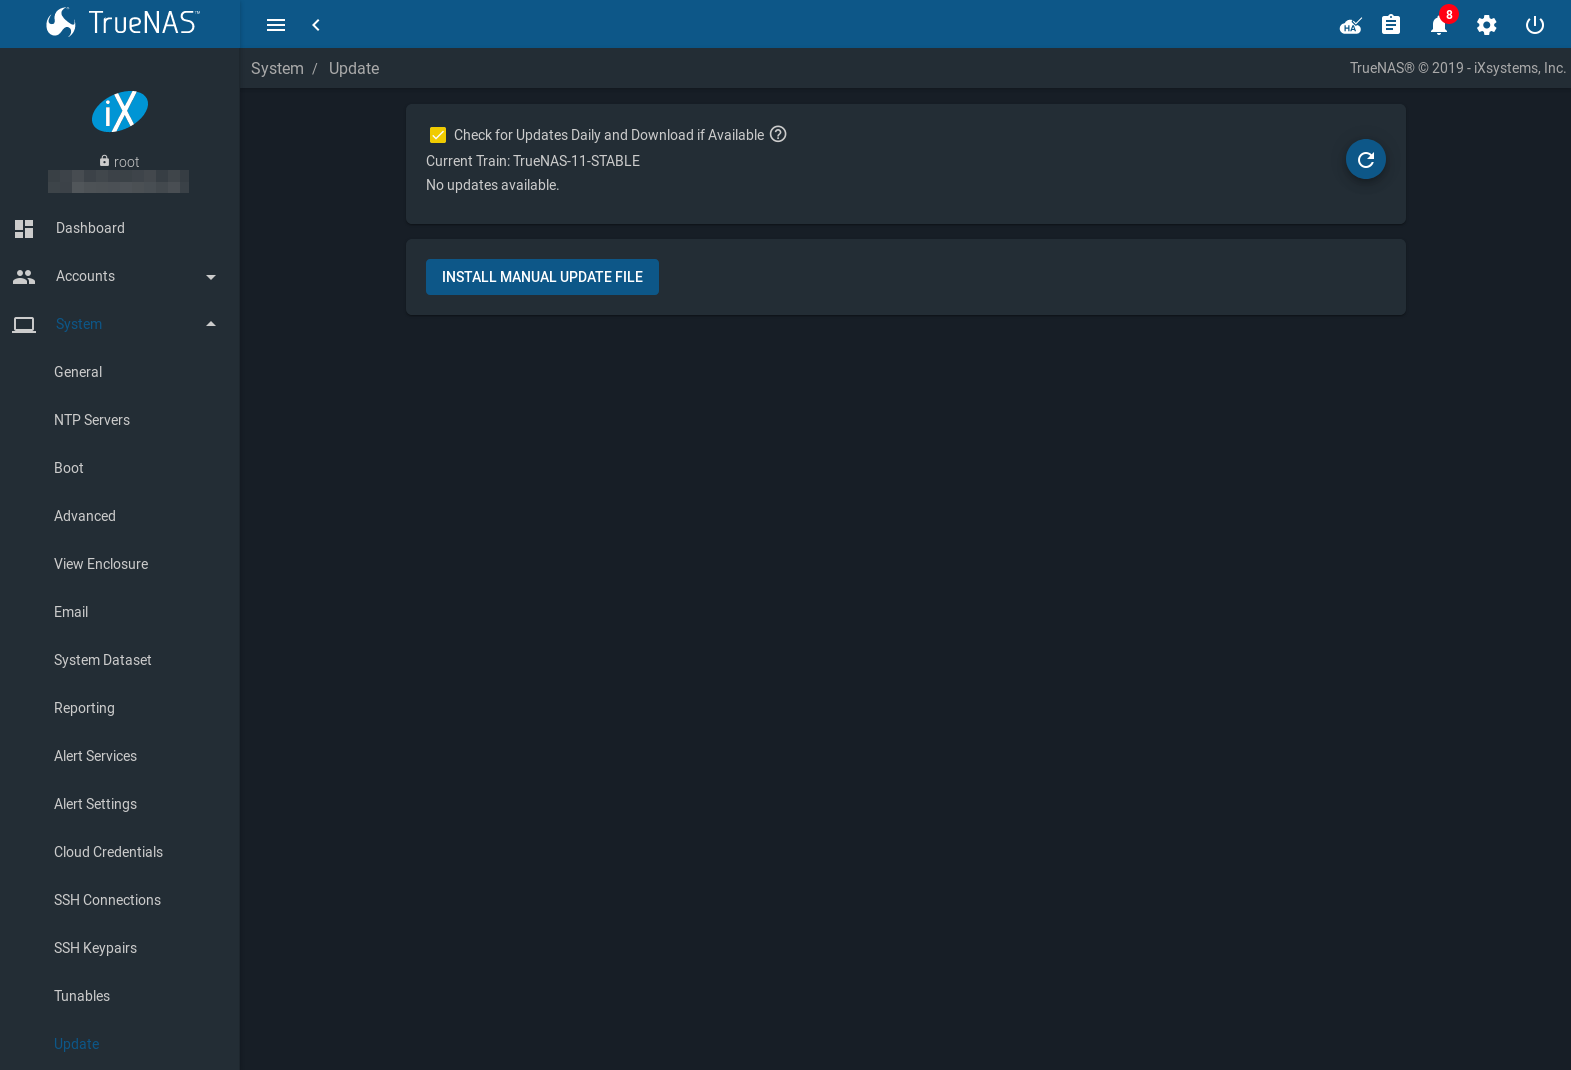 TrueNAS™
HA
8
System / Update
TrueNAS® © 2019 - iXsystems, Inc.
iX
root
Dashboard
Accounts
System
General
NTP Servers
Boot
Advanced
View Enclosure
Email
System Dataset
Reporting
Alert Services
Alert Settings
Cloud Credentials
SSH Connections
SSH Keypairs
Tunables
Update
Check for Updates Daily and Download if Available
Current Train: TrueNAS-11-STABLE
No updates available.
INSTALL MANUAL UPDATE FILE